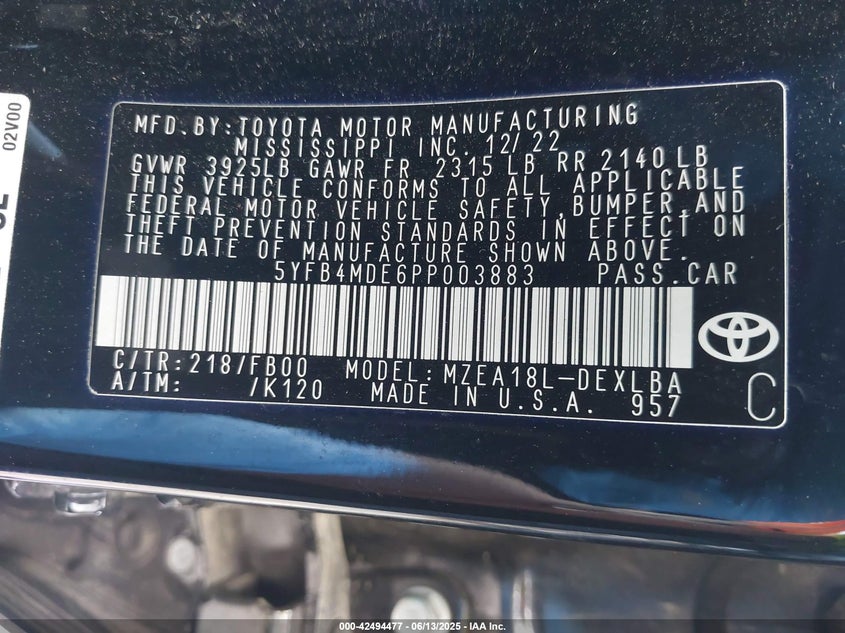 02V00
MFD.BY:TOYOTA MOTOR MANUFACTURING
MISSISSIPPI INC. 12/22
GVWR 3925LB GAWR FR 2315 LB RR 2140 LB
THIS VEHICLE CONFORMS TO ALL APPLICABLE
FEDERAL MOTOR VEHICLE SAFETY,BUMPER,AND
THEFT PREVENTION STANDARDS IN EFFECT ON
THE DATE OF MANUFACTURE SHOWN ABOVE.
5YFB4MDE6PP003883 PASS.CAR
C/TR:218/FB00 MODEL:MZEA18L-DEXLBA
A/TM: /K120 MADE IN U.S.A. 957
C
000-42494477 - 06/13/2025 - IAA Inc.